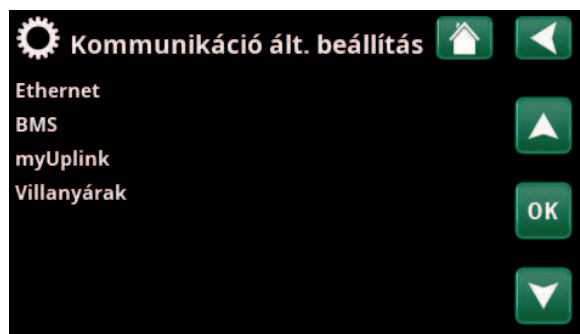 Kommunikáció ált. beállítás
Ethernet
BMS
myUplink
Villanyárak
OK